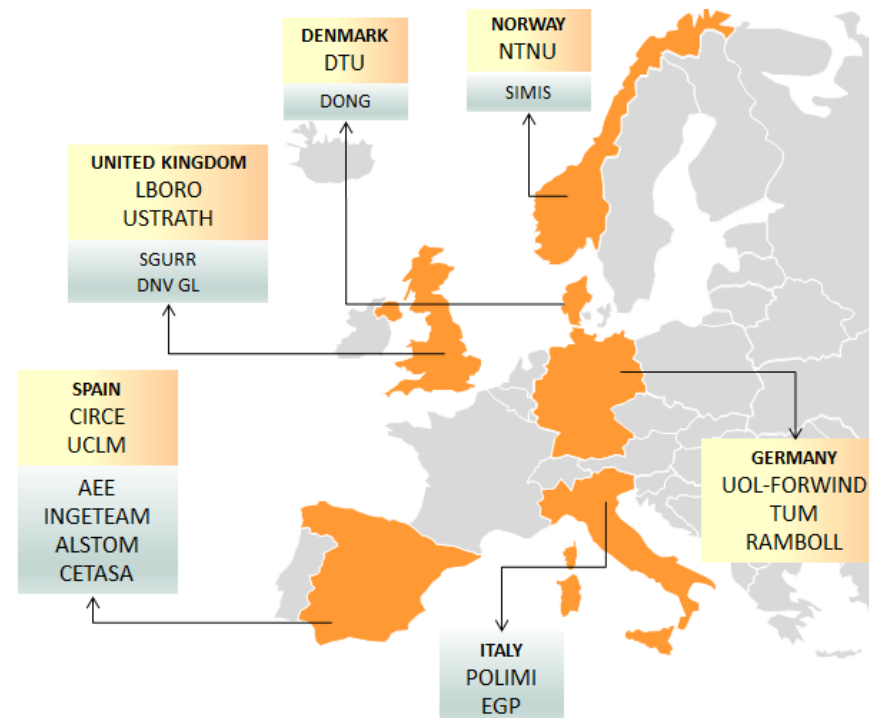 DENMARK
DTU
DONG
NORWAY
NTNU
SIMIS
UNITED KINGDOM
LBORO
USTRATH
SGURR
DNV GL
SPAIN
CIRCE
UCLM
AEE
INGETEAM
ALSTOM
CETASA
GERMANY
UOL-FORWIND
TUM
RAMBOLL
ITALY
POLIMI
EGP